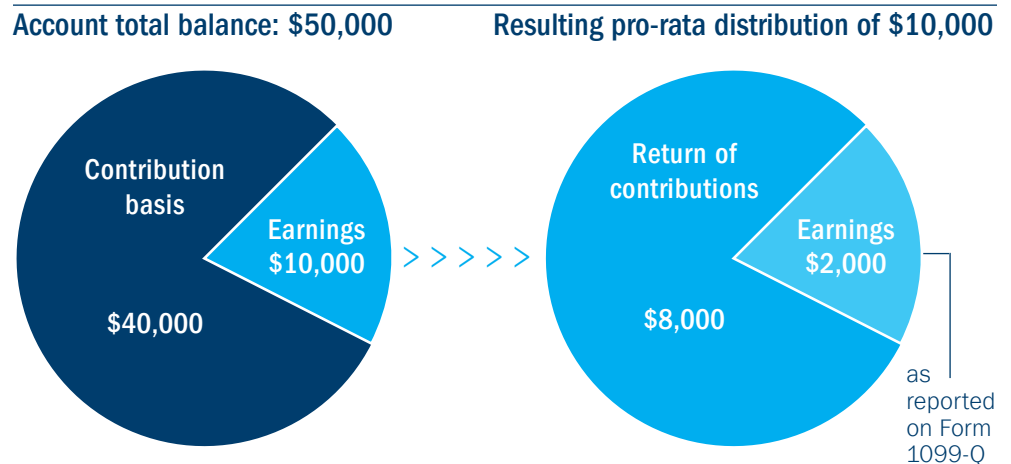 Account total balance: $50,000
Resulting pro-rata distribution of $10,000
Contribution
basis
$40,000
Earnings
$10,000
> > > > >
Return of
contributions
$8,000
Earnings
$2,000
as
reported
on Form
1099-Q